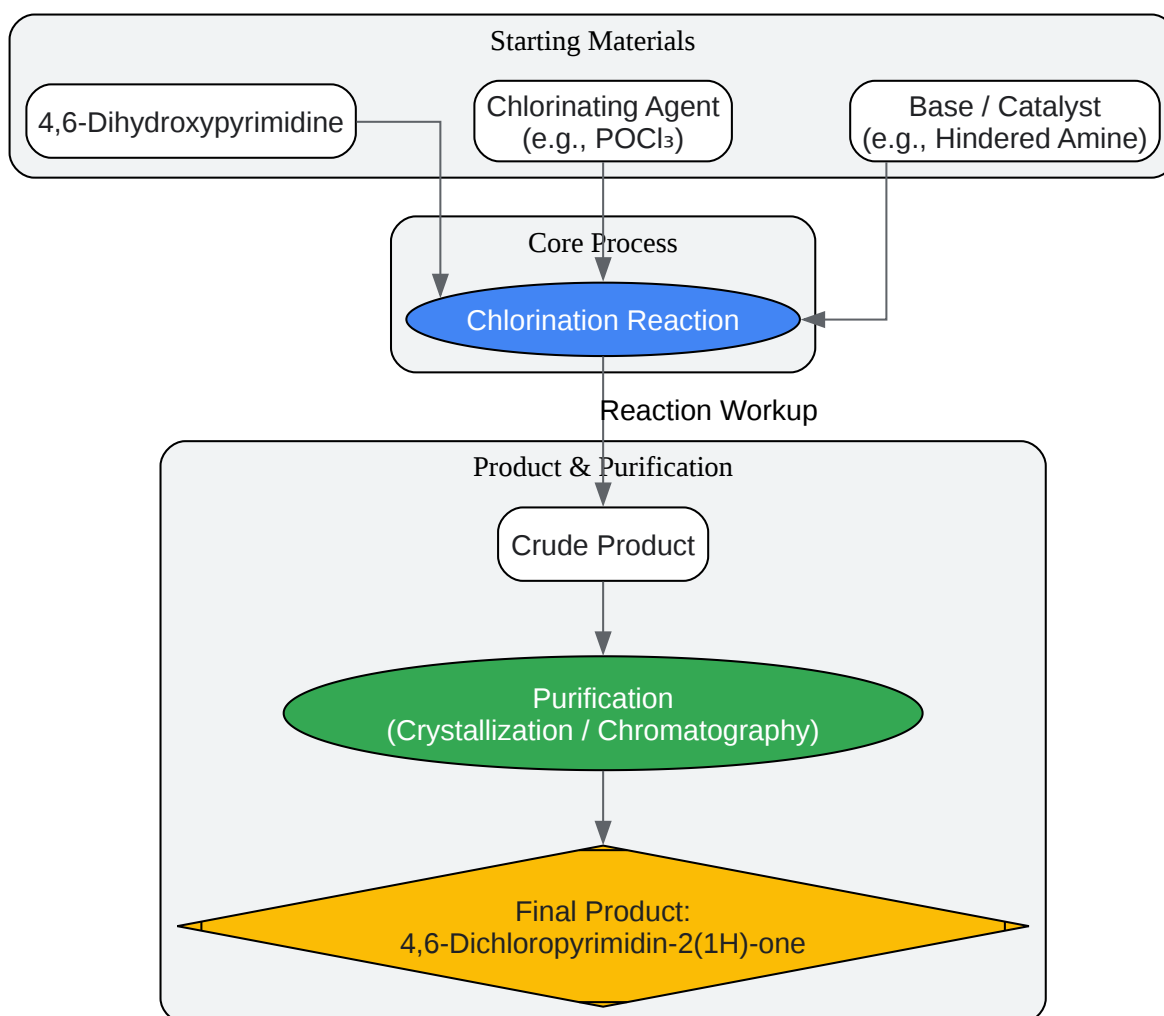 Starting Materials
4,6-Dihydroxypyrimidine
Chlorinating Agent
(e.g., POCl₃)
Base / Catalyst
(e.g., Hindered Amine)
Core Process
Chlorination Reaction
Reaction Workup
Product & Purification
Crude Product
Purification
(Crystallization / Chromatography)
Final Product:
4,6-Dichloropyrimidin-2(1H)-one